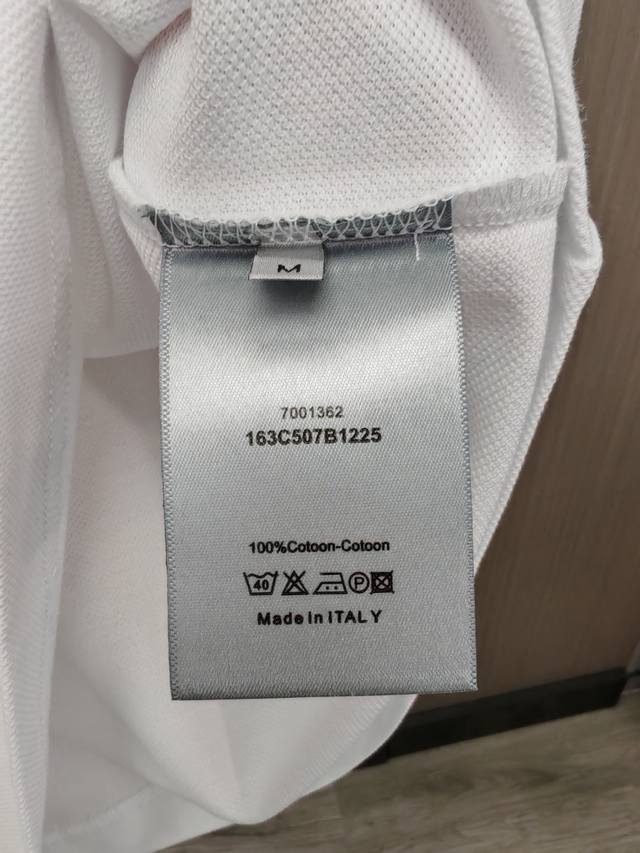 M
7001362
163C507B1225
100%Cotoon-Cotoon
40 P
Made in ITALY